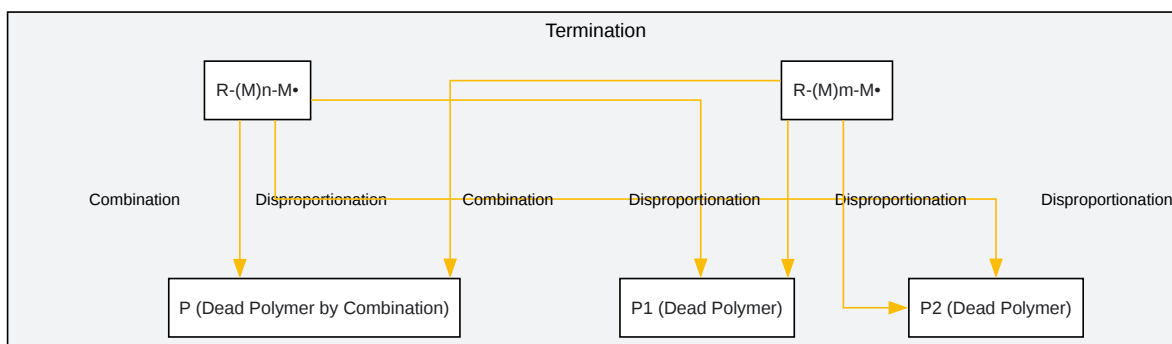 Termination
R-(M)n-M•
R-(M)m-M•
Combination
Disproportionation
Combination
Disproportionation
Disproportionation
Disproportionation
P (Dead Polymer by Combination)
P1 (Dead Polymer)
P2 (Dead Polymer)